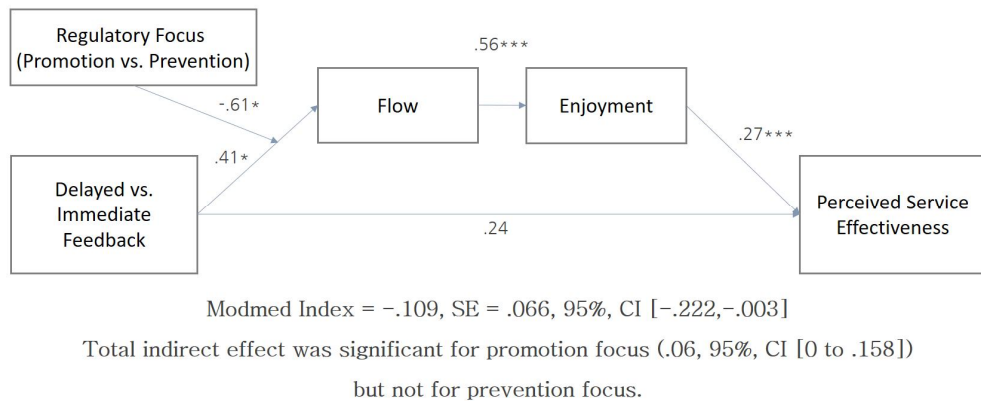 Regulatory Focus
(Promotion vs. Prevention)
.56***
-.61*
Flow
Enjoyment
.27***
.41*
Delayed vs.
Immediate
Feedback
.24
Perceived Service
Effectiveness
Modmed Index = -.109, SE = .066, 95%, CI [-.222,-.003]
Total indirect effect was significant for promotion focus (.06, 95%, CI [0 to .158])
but not for prevention focus.